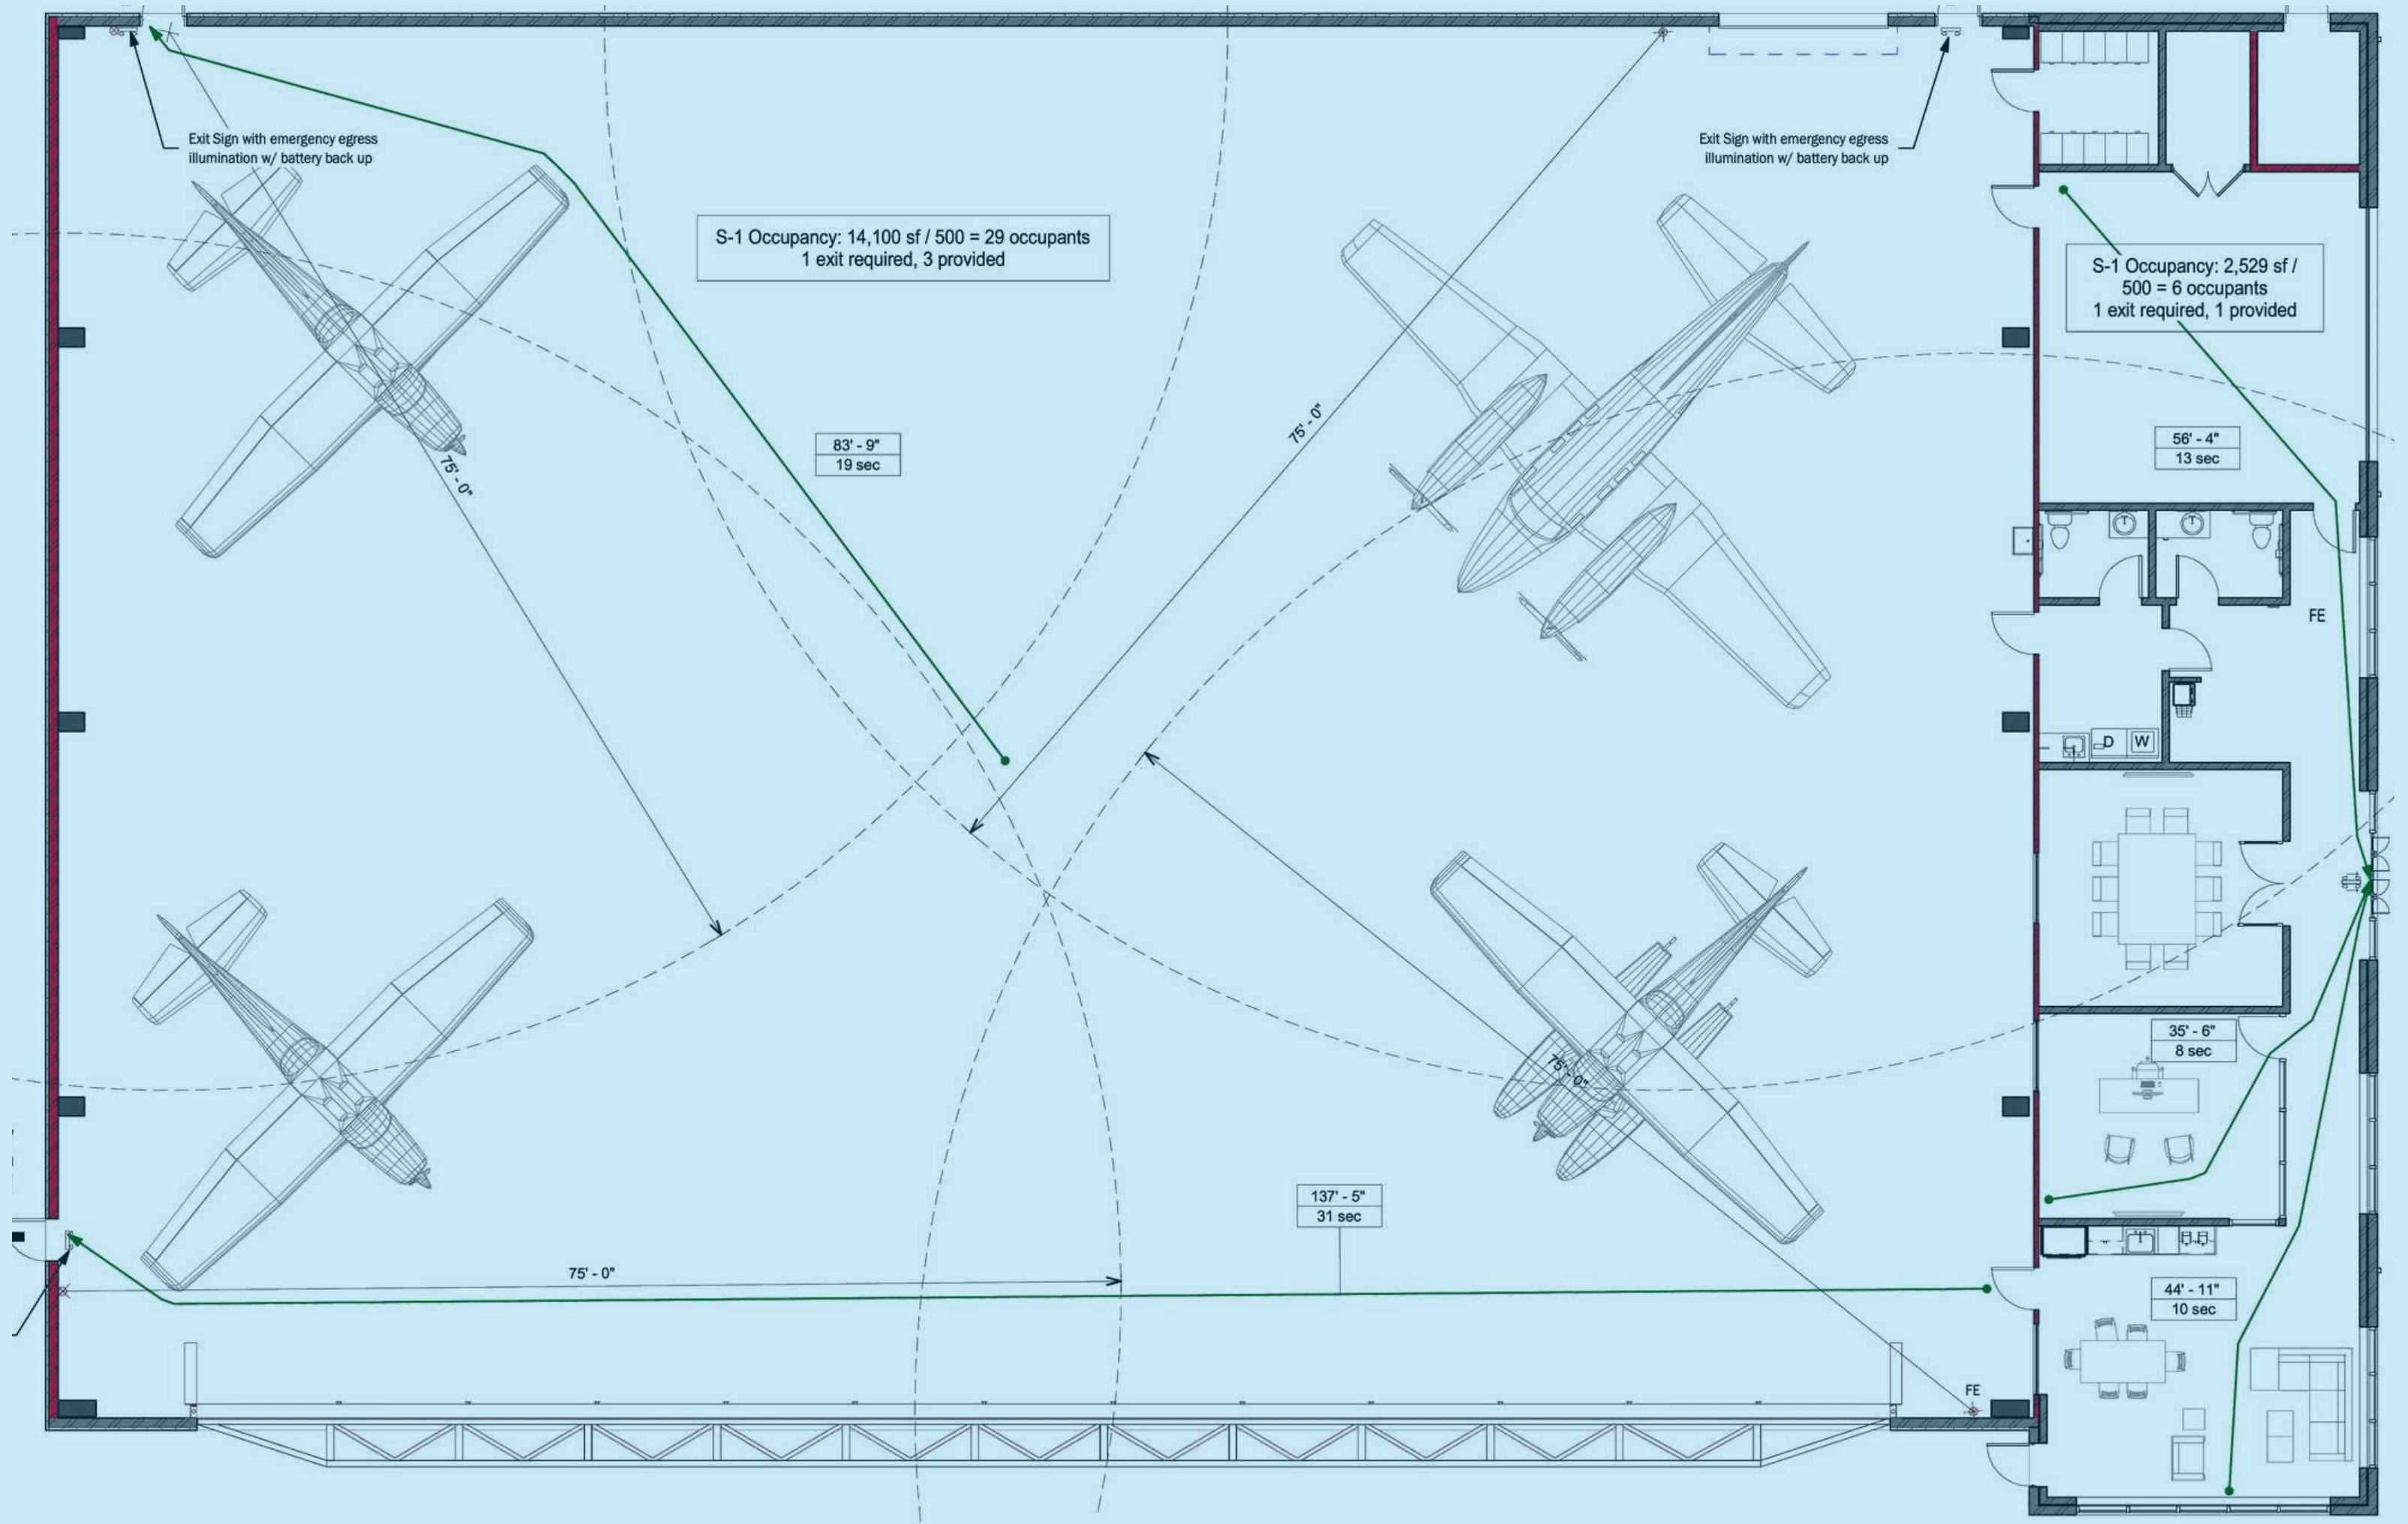 Exit Sign with emergency egress
illumination w/ battery back up
Exit Sign with emergency egress
illumination w/ battery back up
S-1 Occupancy: 14,100 sf / 500 = 29 occupants
1 exit required, 3 provided
S-1 Occupancy: 2,529 sf /
500 = 6 occupants
1 exit required, 1 provided
75' - 0"
83' - 9"
19 sec
75' - 0"
56' - 4"
13 sec
FE
D
W
75' - 0"
35' - 6"
8 sec
137' - 5"
31 sec
75' - 0"
44' - 11"
10 sec
FE